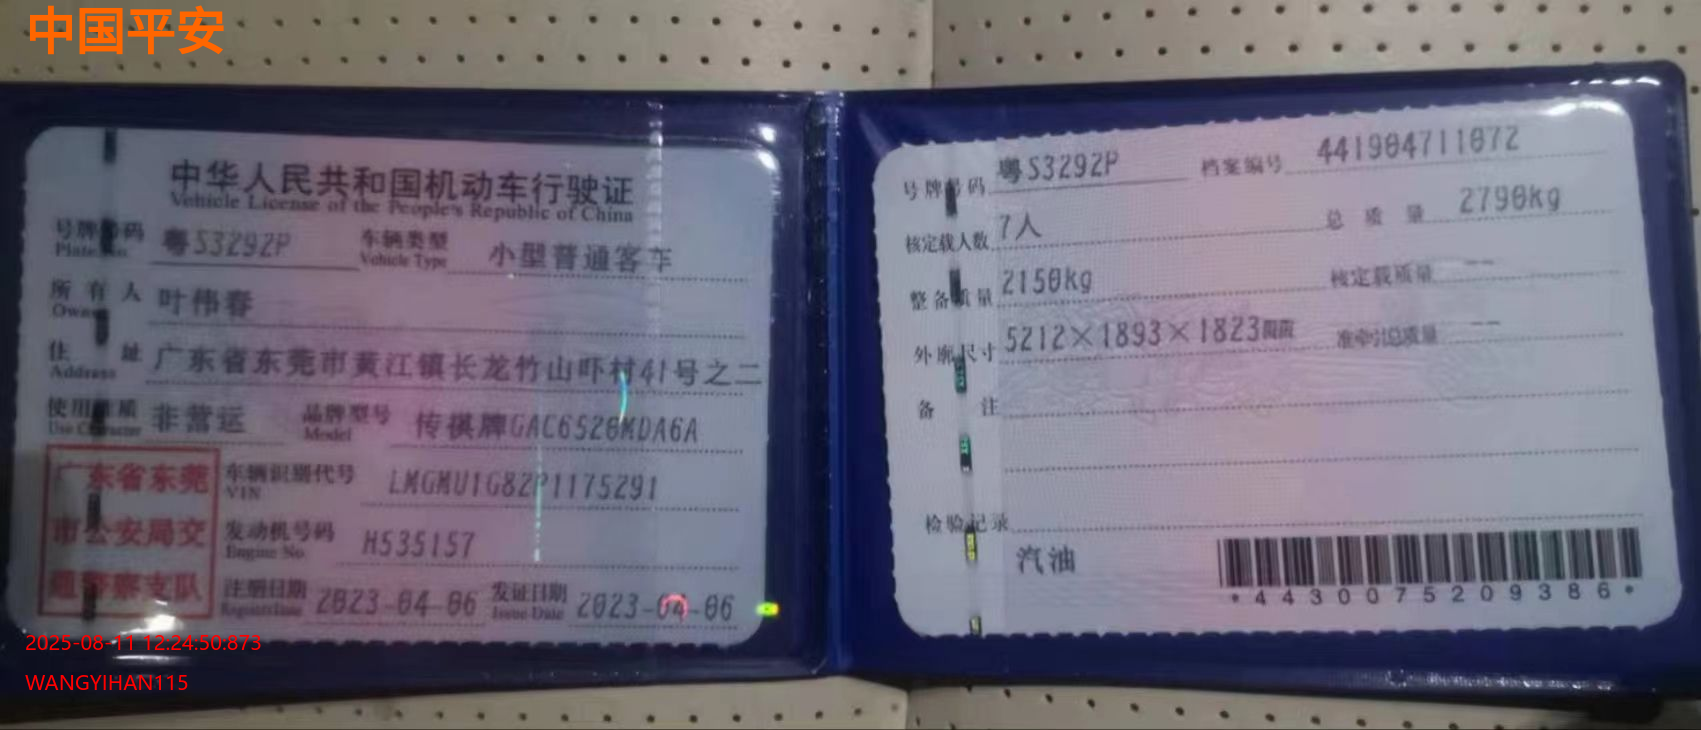 中国平安
中华人民共和国机动车行驶证
Vehicle License of the People's Republic of China
号牌号码 粤S3292P 车辆类型 小型普通客车
Plate No. Vehicle Type
所有人 叶伟春
Owner
住址 广东省东莞市黄江镇长龙竹山吓村41号之二
Address
使用性质 非营运 品牌型号 传祺牌GAC6520MDA6A
Use Character Model
车辆识别代号 LMGMU1G82P1175291
VIN
发动机号码 H535157
Engine No.
注册日期 2023-04-06 发证日期 2023-04-06
Register Date Issue Date
广东省东莞
市公安局交
通警察支队
2025-08-11 12:24:50:873
WANGYIHAN115
号牌号码 粤S3292P 档案编号 441904711072
核定载人数 7人 总质量 2790kg
整备质量 2150kg 核定载质量 --
外廓尺寸 5212×1893×1823mm 准牵引总质量 --
备注
检验记录
汽油
*4430075209386*